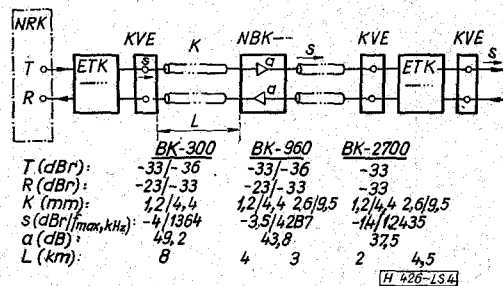 NRK
KVE K NBK--- s KVE KVE s
T ETK s a ETK
R a
L
BK-300 BK-960 BK-2700
T (dBr): -33/-36 -33/-36 -33
R (dBr): -23/-33 -23/-33 -33
K (mm): 1,2/4,4 1,2/4,4 2,6/9,5 1,2/4,4 2,6/9,5
s (dBr/fmax,kHz): -4/1364 -3,5/4287 -14/12435
a (dB): 49,2 43,8 37,5
L (km): 8 4 3 2 4,5
H 426-LS4